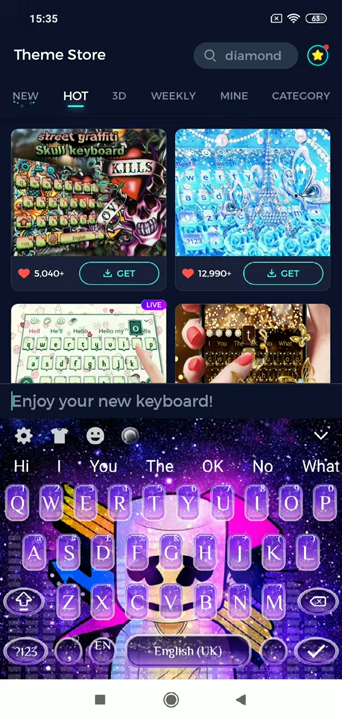 15:35
63
Theme Store
diamond
NEW
HOT
3D
WEEKLY
MINE
CATEGORY
street graffiti
Skull keyboard
KILLS
5,040+
GET
12,990+
GET
LIVE
Enjoy your new keyboard!
Hi I You The OK No What
Q W E R T Y U I O P
A S D F G H J K L
Z X C V B N M
?123
,
EN
English (UK)
.